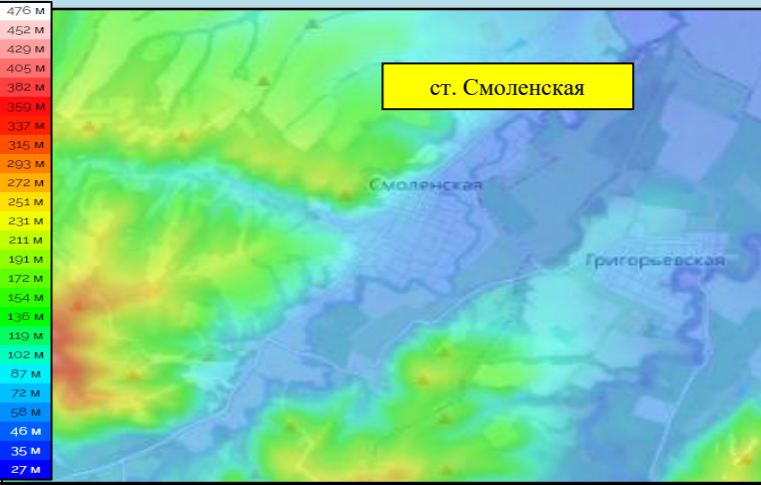 476 м
452 м
429 м
405 м
382 м
359 м
337 м
315 м
293 м
272 м
251 м
231 м
211 м
191 м
172 м
154 м
136 м
119 м
102 м
87 м
72 м
58 м
46 м
35 м
27 м
ст. Смоленская
Смоленская
Григорьевская